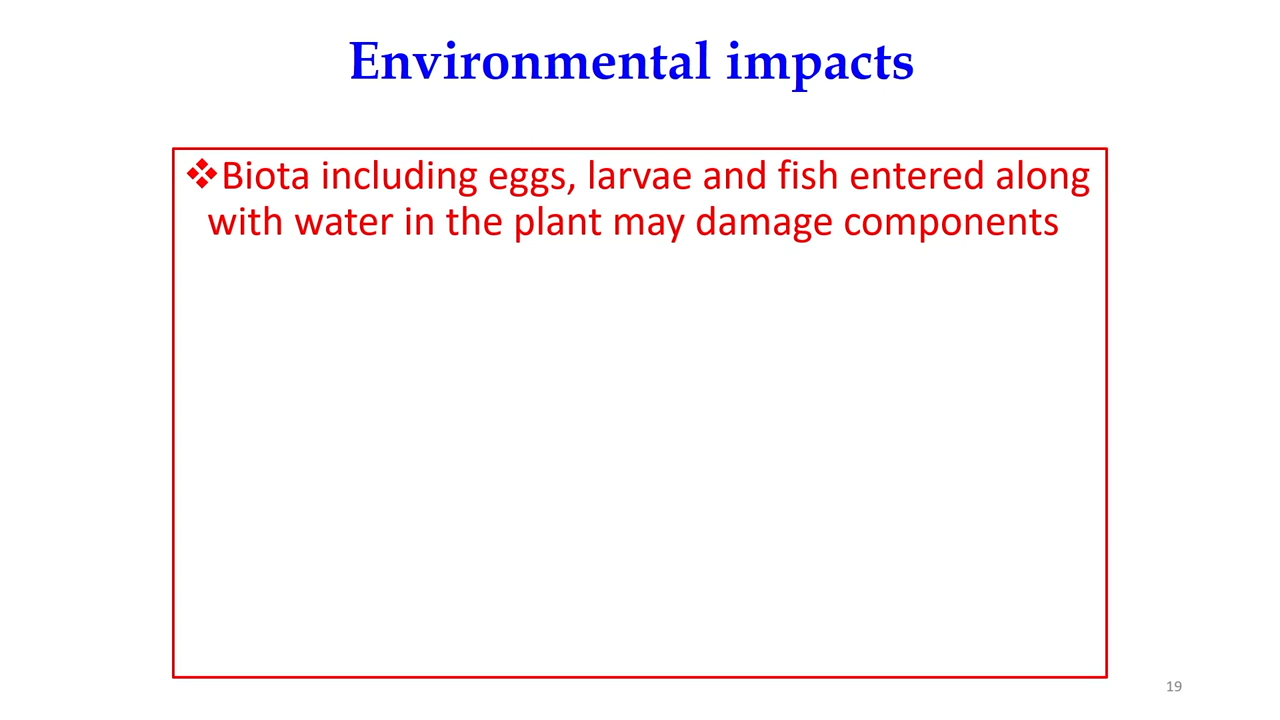 Environmental impacts
❖Biota including eggs, larvae and fish entered along
with water in the plant may damage components
19